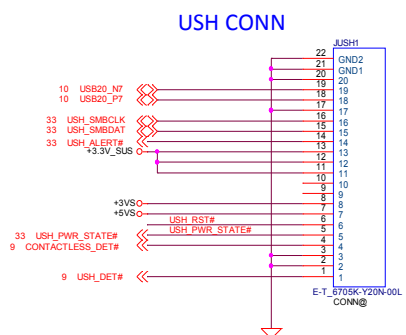 USH CONN
JUSH1
22 GND2
21 GND1
20 20
10 USB20_N7 19 19
10 USB20_P7 18 18
17 17
33 USH_SMBCLK 16 16
33 USH_SMBDAT 15 15
33 USH_ALERT# 14 14
+3.3V_SUS 13 13
12 12
11 11
10 10
9 9
+3VS 8 8
+5VS 7 7
USH_RST# 6 6
33 USH_PWR_STATE# USH_PWR_STATE# 5 5
9 CONTACTLESS_DET# 4 4
3 3
2 2
9 USH_DET# 1 1
E-T_6705K-Y20N-00L
CONN@